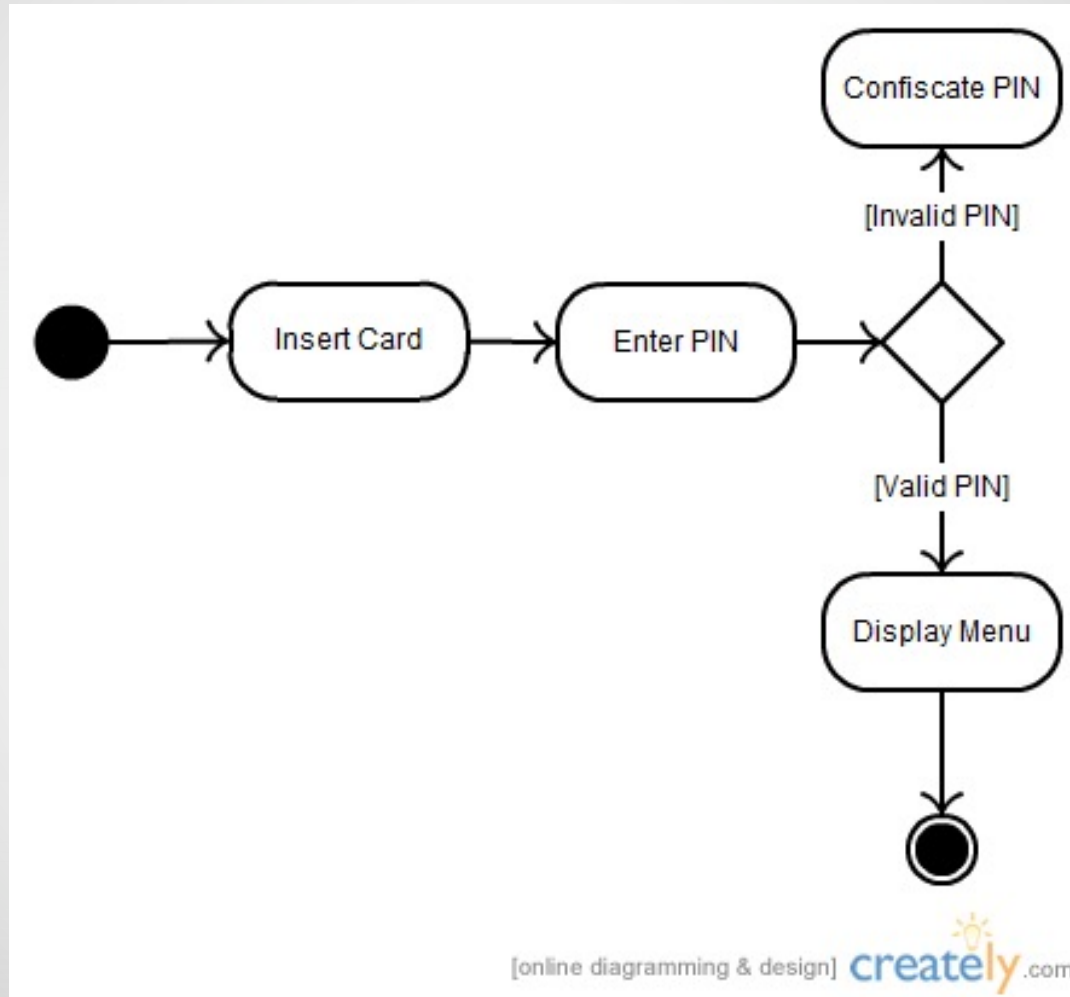 Confiscate PIN
[Invalid PIN]
Insert Card
Enter PIN
[Valid PIN]
Display Menu
[online diagramming & design] creately.com